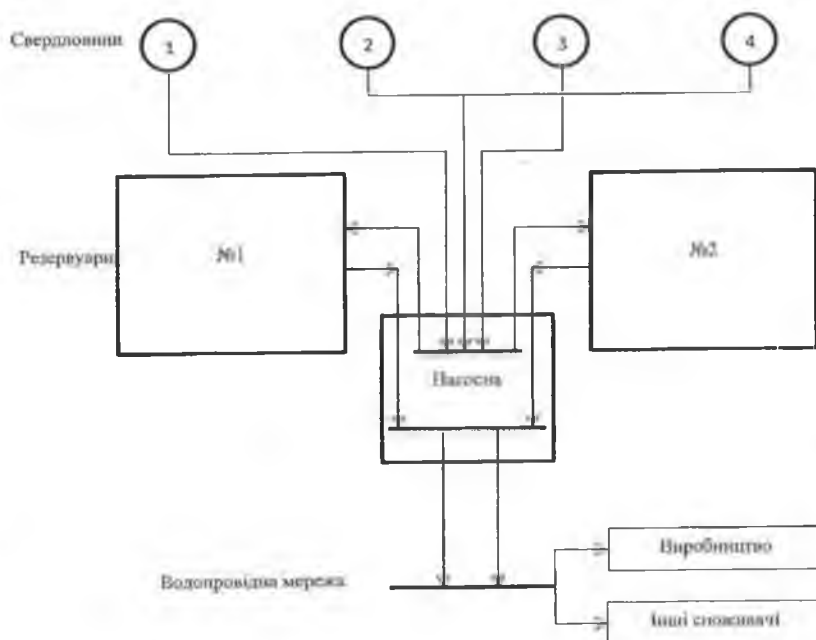 Свердловини
1
2
3
4
Резервуари
№1
№2
Насосна
Водопровідна мережа
Виробництво
Інші споживачі